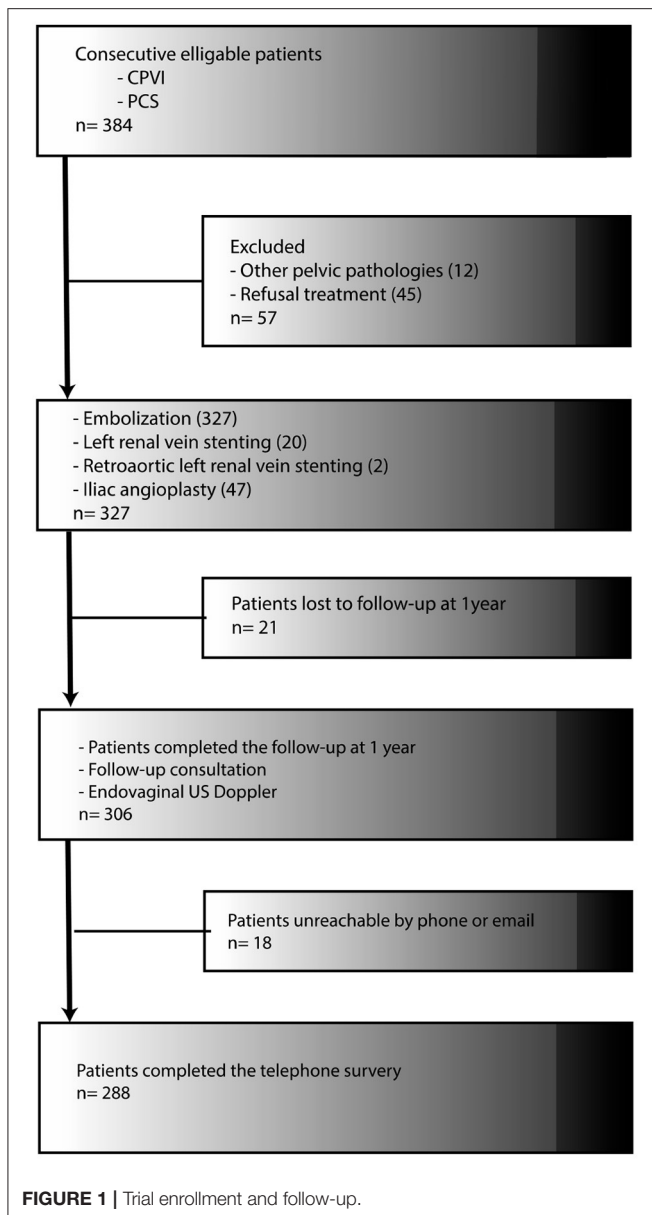 Consecutive elligable patients
- CPVI
- PCS
n= 384
Excluded
- Other pelvic pathologies (12)
- Refusal treatment (45)
n= 57
- Embolization (327)
- Left renal vein stenting (20)
- Retroaortic left renal vein stenting (2)
- Iliac angioplasty (47)
n= 327
Patients lost to follow-up at 1year
n= 21
- Patients completed the follow-up at 1 year
- Follow-up consultation
- Endovaginal US Doppler
n= 306
Patients unreachable by phone or email
n= 18
Patients completed the telephone survery
n= 288
FIGURE 1 | Trial enrollment and follow-up.